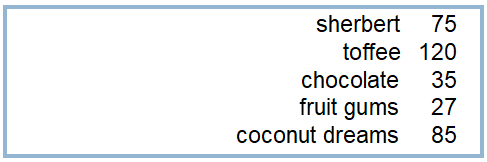 sherbert 75
toffee 120
chocolate 35
fruit gums 27
coconut dreams 85